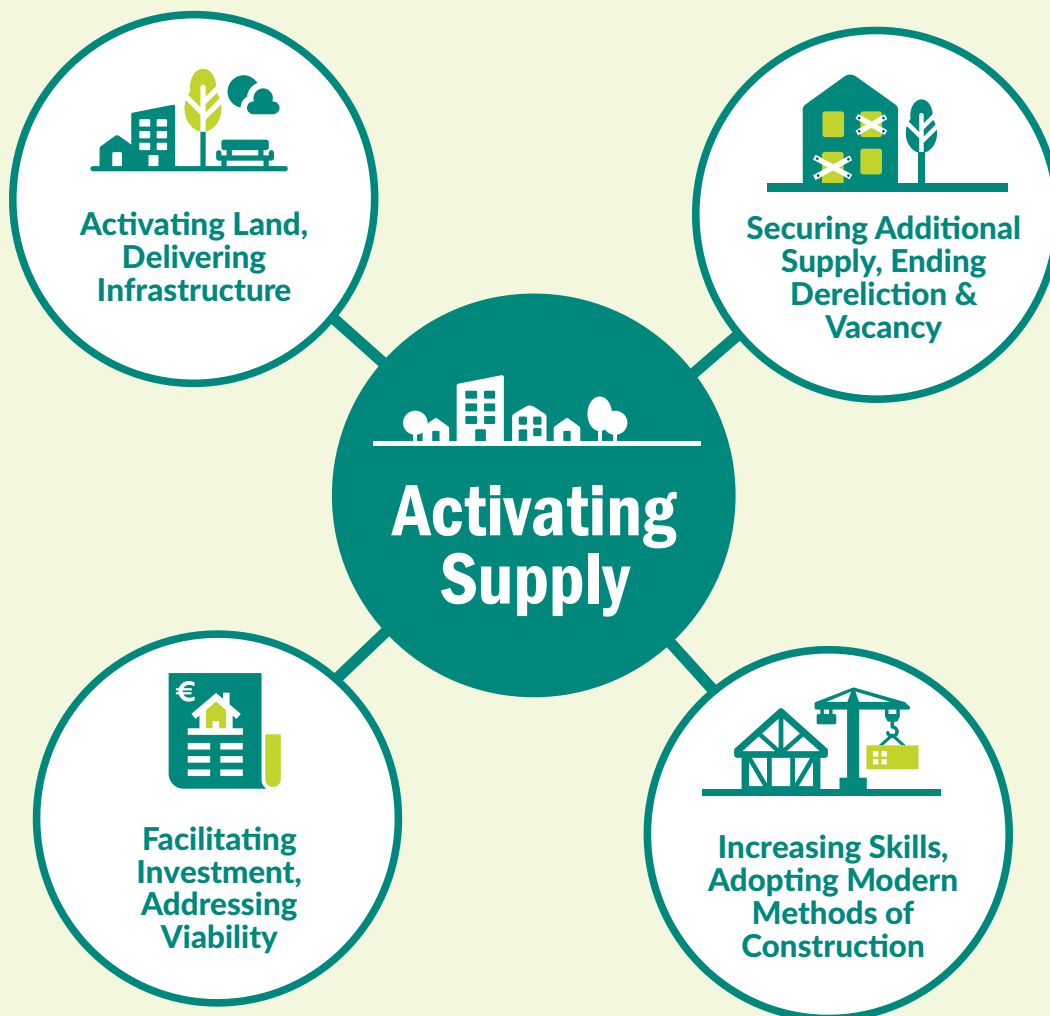 Activating Land,
Delivering
Infrastructure
Securing Additional
Supply, Ending
Dereliction &
Vacancy
Activating
Supply
€
Facilitating
Investment,
Addressing
Viability
Increasing Skills,
Adopting Modern
Methods of
Construction